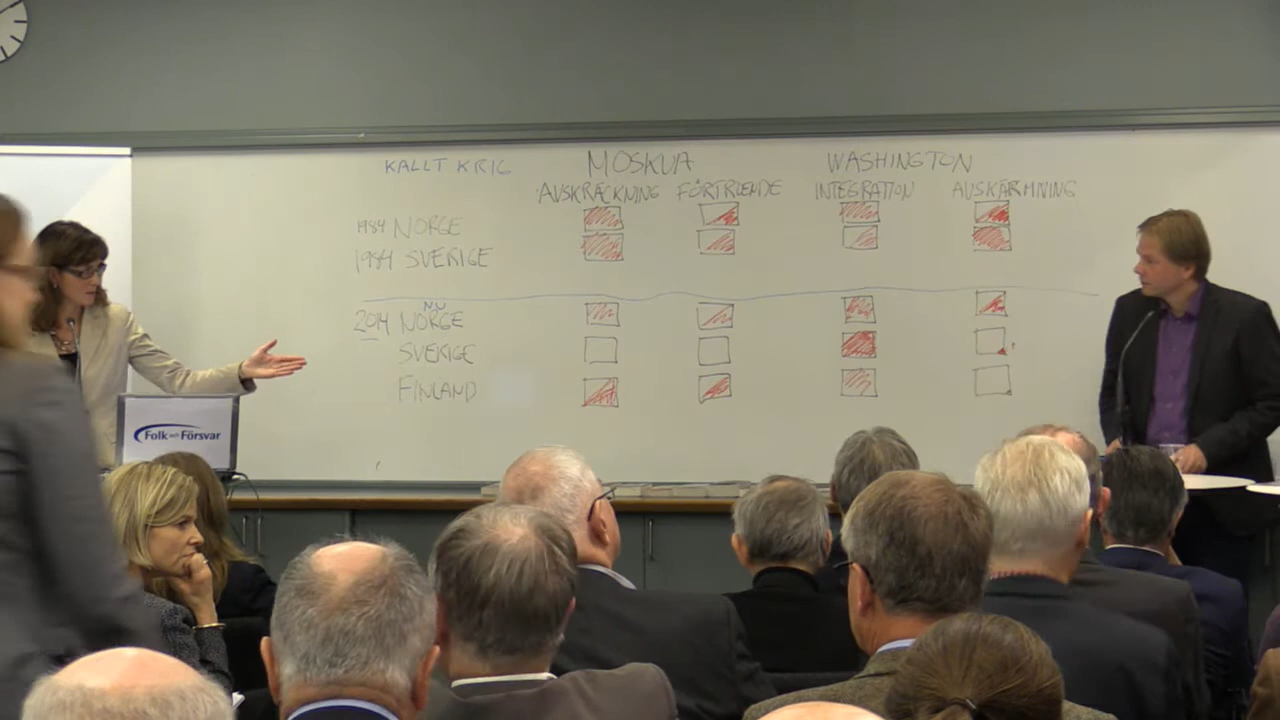 KALLT KRIG MOSKVA WASHINGTON
AVSKRÄCKNING FÖRTROENDE INTEGRATION AVSKÄRMNING
1984 NORGE
1984 SVERIGE
NU
2014 NORGE
SVERIGE ?
FINLAND
Folk och Försvar